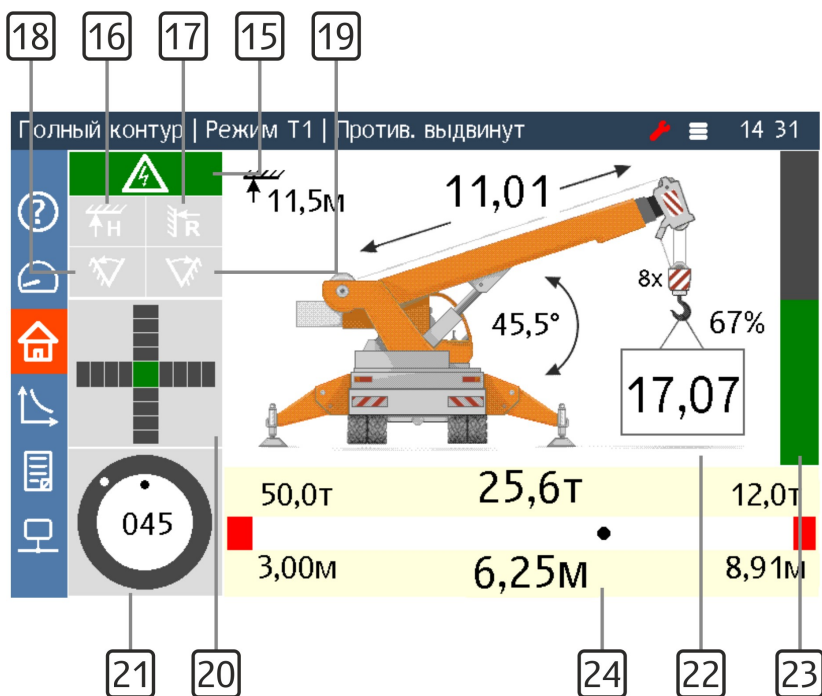 18 16 17 15 19
Полный контур | Режим Т1 | Против. выдвинут 14 31
11,5м
11,01
?
H R
8x
45,5°
67%
17,07
50,0т 25,6т 12,0т
045
3,00м 6,25м 8,91м
21 20 24 22 23